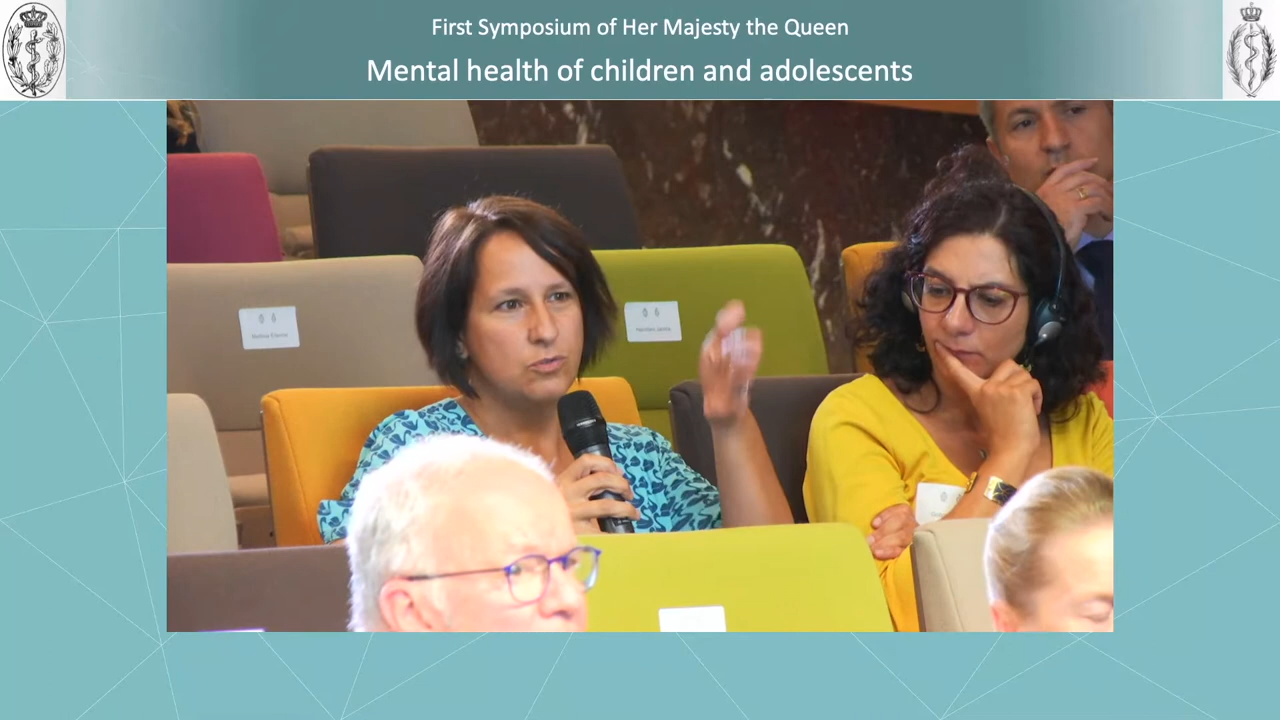 First Symposium of Her Majesty the Queen
Mental health of children and adolescents